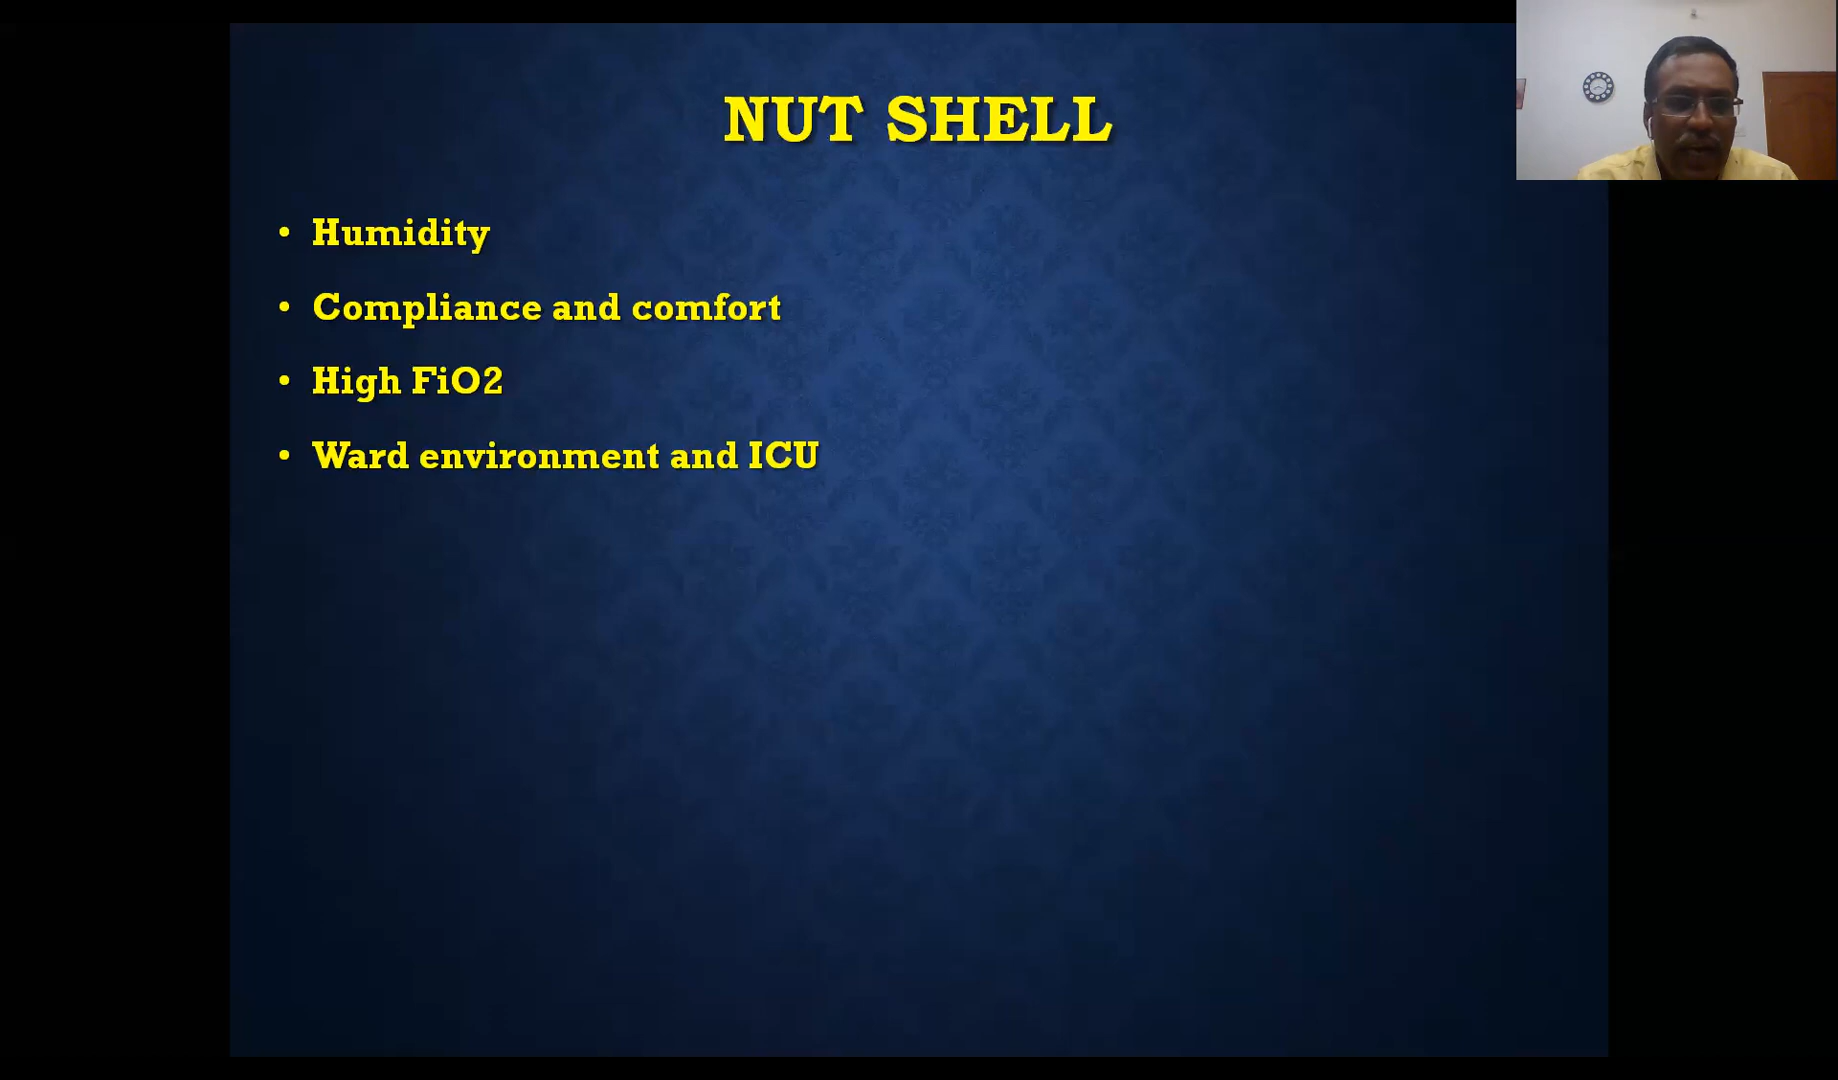 NUT SHELL
• Humidity
• Compliance and comfort
• High FiO2
• Ward environment and ICU